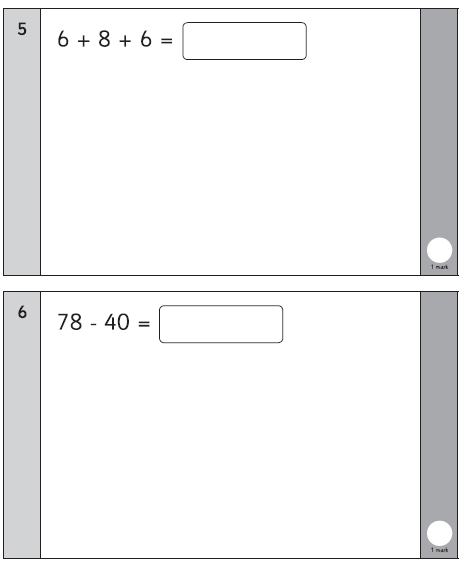 5
6 + 8 + 6 =
1 mark
6
78 - 40 =
1 mark